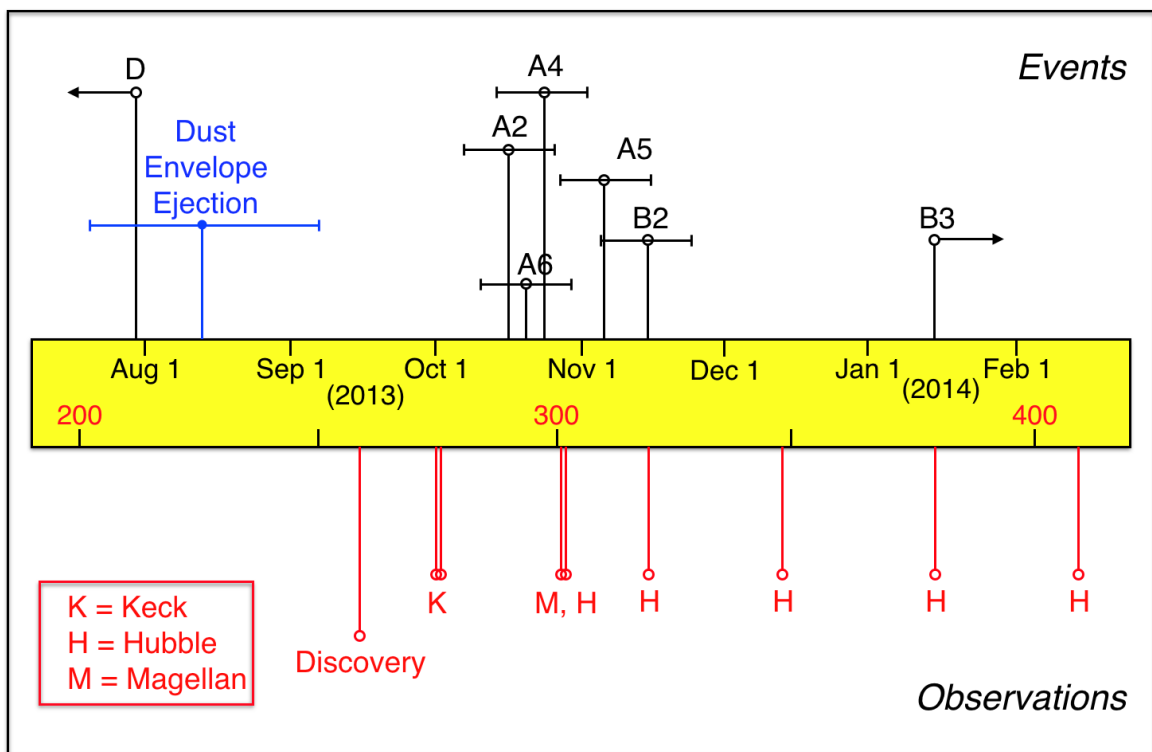 Events
D
A4
Dust
Envelope
Ejection
A2
A5
B2
B3
A6
Aug 1
Sep 1
Oct 1
Nov 1
Dec 1
Jan 1
Feb 1
(2013)
(2014)
200
300
400
K
M, H
H
H
H
H
Discovery
K = Keck
H = Hubble
M = Magellan
Observations